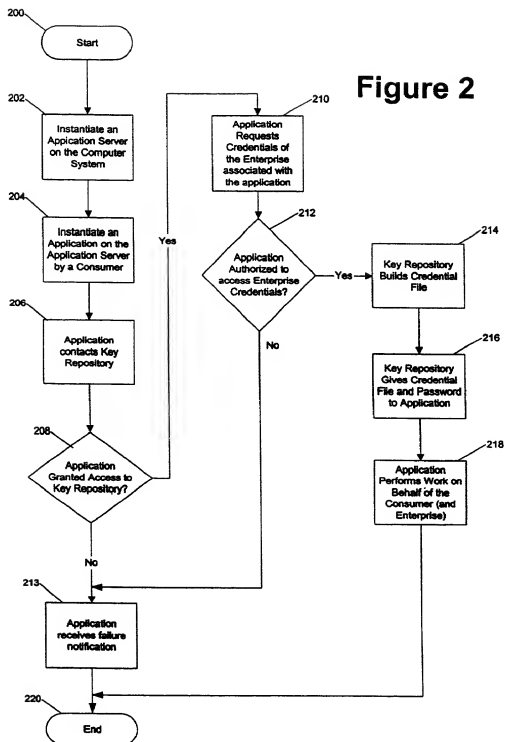 200
Start
Figure 2
202
Instantiate an
Application Server
on the Computer
System
204
Instantiate an
Application on the
Application Server
by a Consumer
206
Application
contacts Key
Repository
208
Application
Granted Access to
Key Repository?
Yes
No
210
Application
Requests
Credentials of
the Enterprise
associated with
the application
212
Application
Authorized to
access Enterprise
Credentials?
Yes
No
214
Key Repository
Builds Credential
File
216
Key Repository
Gives Credential
File and Password
to Application
218
Application
Performs Work on
Behalf of the
Consumer (and
Enterprise)
213
Application
receives failure
notification
220
End